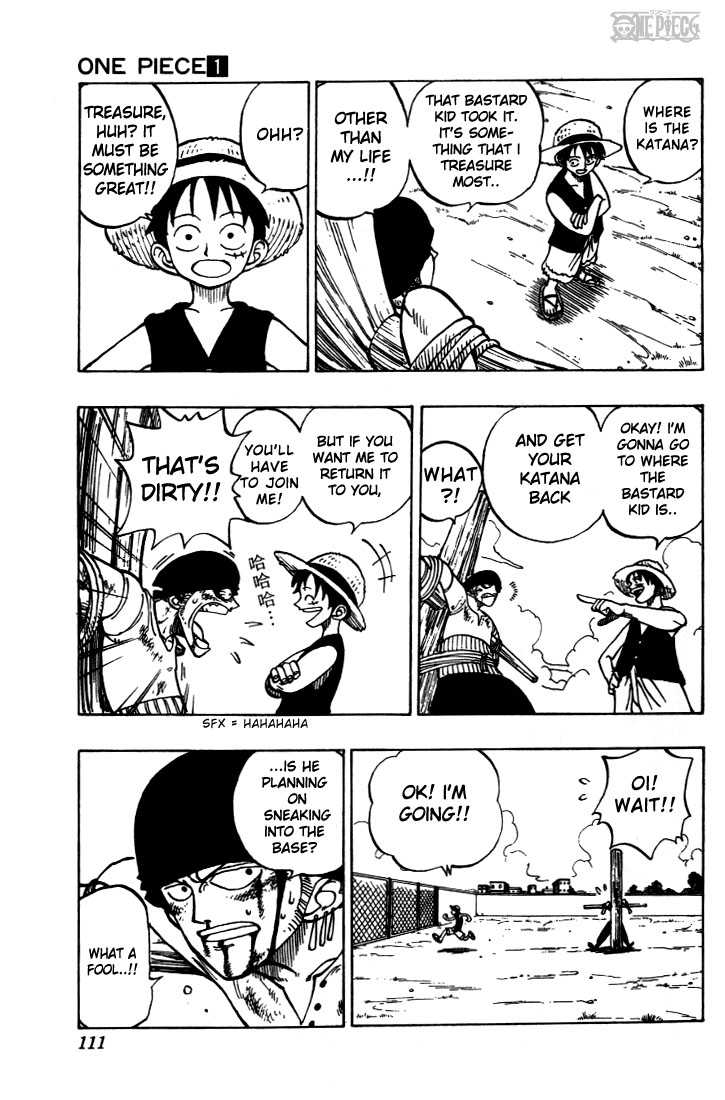 ONE PIECE
ONE PIECE 1
WHERE
IS THE
KATANA?
THAT BASTARD
KID TOOK IT.
IT'S SOME-
THING THAT I
TREASURE
MOST..
OTHER
THAN
MY LIFE
...!!
OHH?
TREASURE,
HUH? IT
MUST BE
SOMETHING
GREAT!!
OKAY! I'M
GONNA GO
TO WHERE
THE
BASTARD
KID IS..
AND GET
YOUR
KATANA
BACK
WHAT
?!
BUT IF YOU
WANT ME TO
RETURN IT
TO YOU,
YOU'LL
HAVE
TO JOIN
ME!
THAT'S
DIRTY!!
哈哈哈...
SFX = HAHAHAHA
OI!
WAIT!!
OK! I'M
GOING!!
...IS HE
PLANNING
ON
SNEAKING
INTO THE
BASE?
WHAT A
FOOL..!!
111